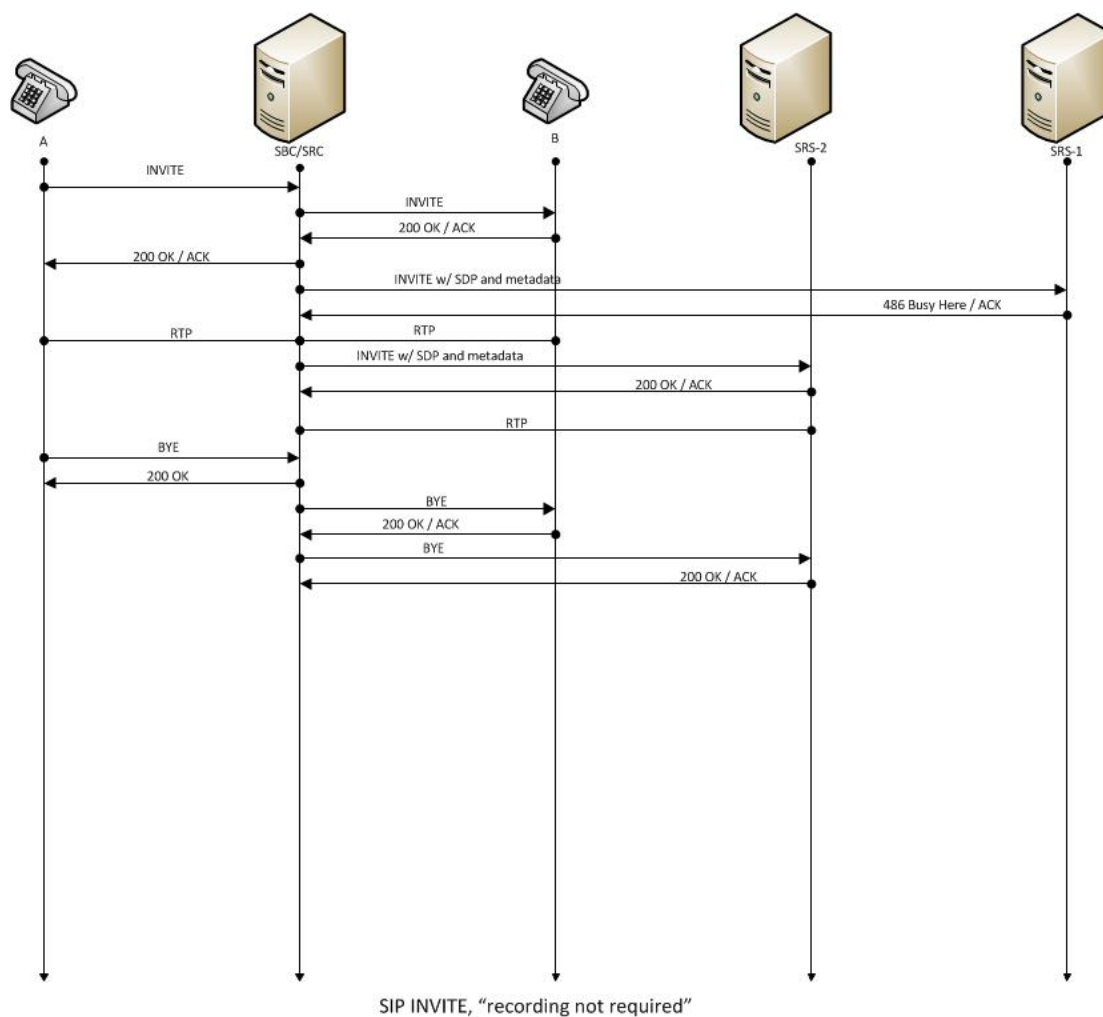 A
SBC/SRC
B
SRS-2
SRS-1
INVITE
INVITE
200 OK / ACK
200 OK / ACK
INVITE w/ SDP and metadata
486 Busy Here / ACK
RTP
RTP
INVITE w/ SDP and metadata
200 OK / ACK
RTP
BYE
200 OK
BYE
200 OK / ACK
BYE
200 OK / ACK
SIP INVITE, “recording not required”